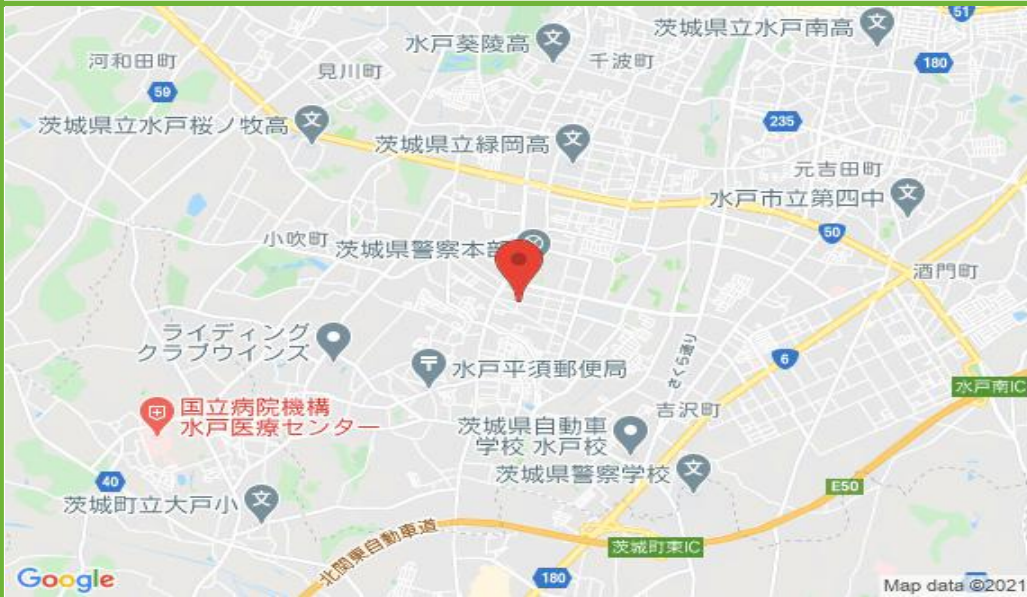 51
水戸葵陵高
茨城県立水戸南高
河和田町
見川町
千波町
180
59
茨城県立水戸桜ノ牧高
235
茨城県立緑岡高
元吉田町
水戸市立第四中
小吹町
茨城県警察本部
50
酒門町
ライディング
クラブウインズ
さくら通り
6
水戸平須郵便局
水戸南IC
国立病院機構
水戸医療センター
吉沢町
茨城県自動車
学校 水戸校
茨城県警察学校
40
E50
茨城町立大戸小
北関東自動車道
茨城町東IC
180
Google
Map data ©2021